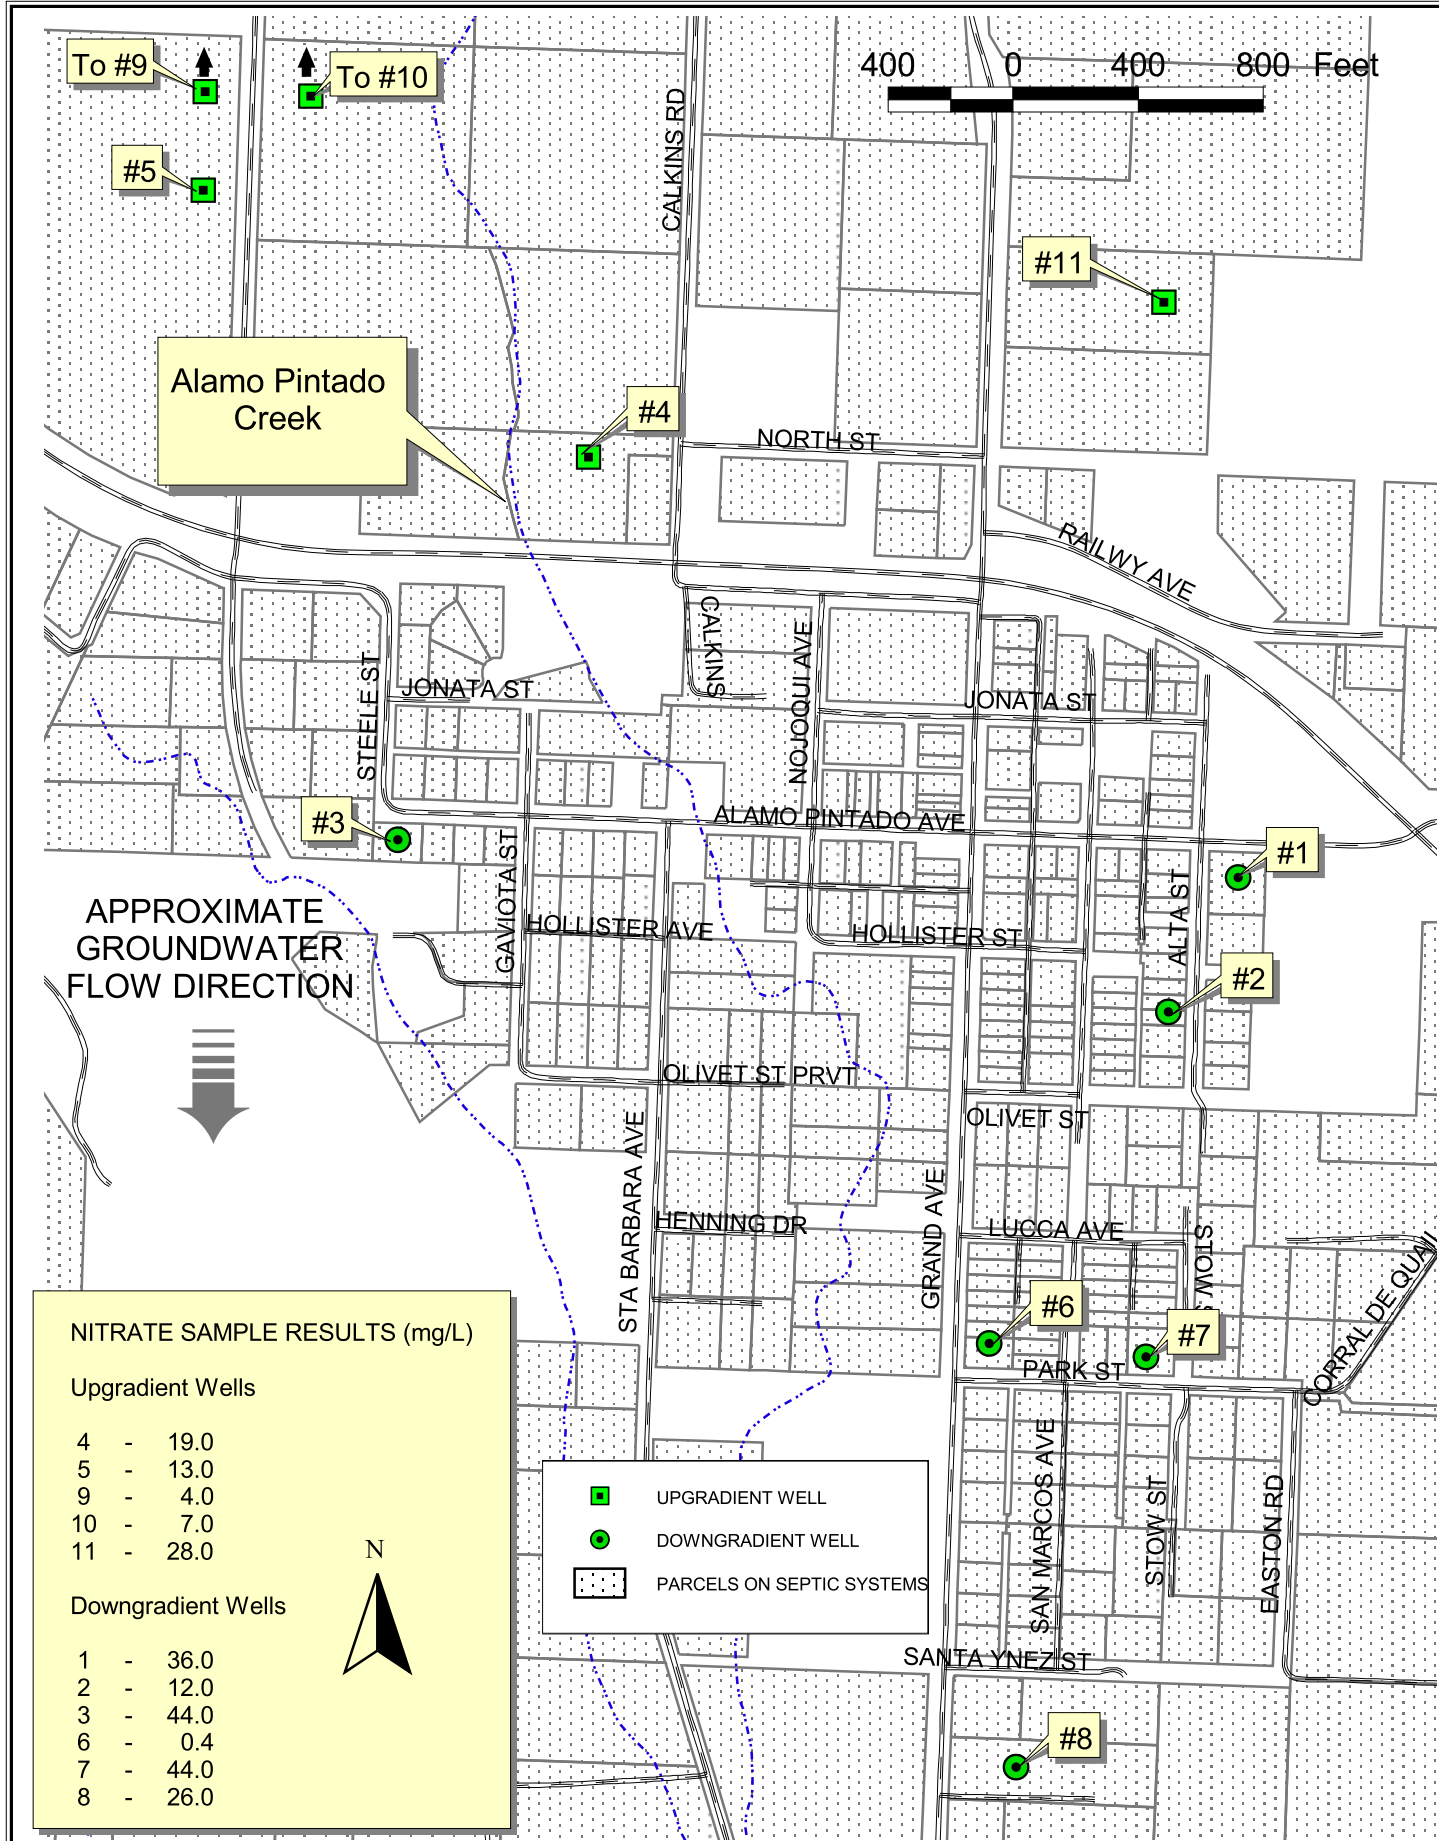 To #9
To #10
400 0 400 800 Feet
#5
CALKINS RD
#11
Alamo Pintado
Creek
#4
NORTH ST
RAILWY AVE
CALKINS
NOJOQUI AVE
STEELE ST
JONATA ST
JONATA ST
#3
ALAMO PINTADO AVE
#1
GAVIOTA ST
ALTA ST
APPROXIMATE
GROUNDWATER
FLOW DIRECTION
HOLLISTER AVE
HOLLISTER ST
#2
OLIVET ST PRVT
OLIVET ST
STA BARBARA AVE
HENNING DR
GRAND AVE
LUCCA AVE
STOW S
CORRAL DE QUAIL
#6
#7
PARK ST
NITRATE SAMPLE RESULTS (mg/L)
Upgradient Wells
4 - 19.0
5 - 13.0
9 - 4.0
10 - 7.0
11 - 28.0
Downgradient Wells
1 - 36.0
2 - 12.0
3 - 44.0
6 - 0.4
7 - 44.0
8 - 26.0
N
UPGRADIENT WELL
DOWNGRADIENT WELL
PARCELS ON SEPTIC SYSTEMS
SAN MARCOS AVE
STOW ST
EASTON RD
SANTA YNEZ ST
#8